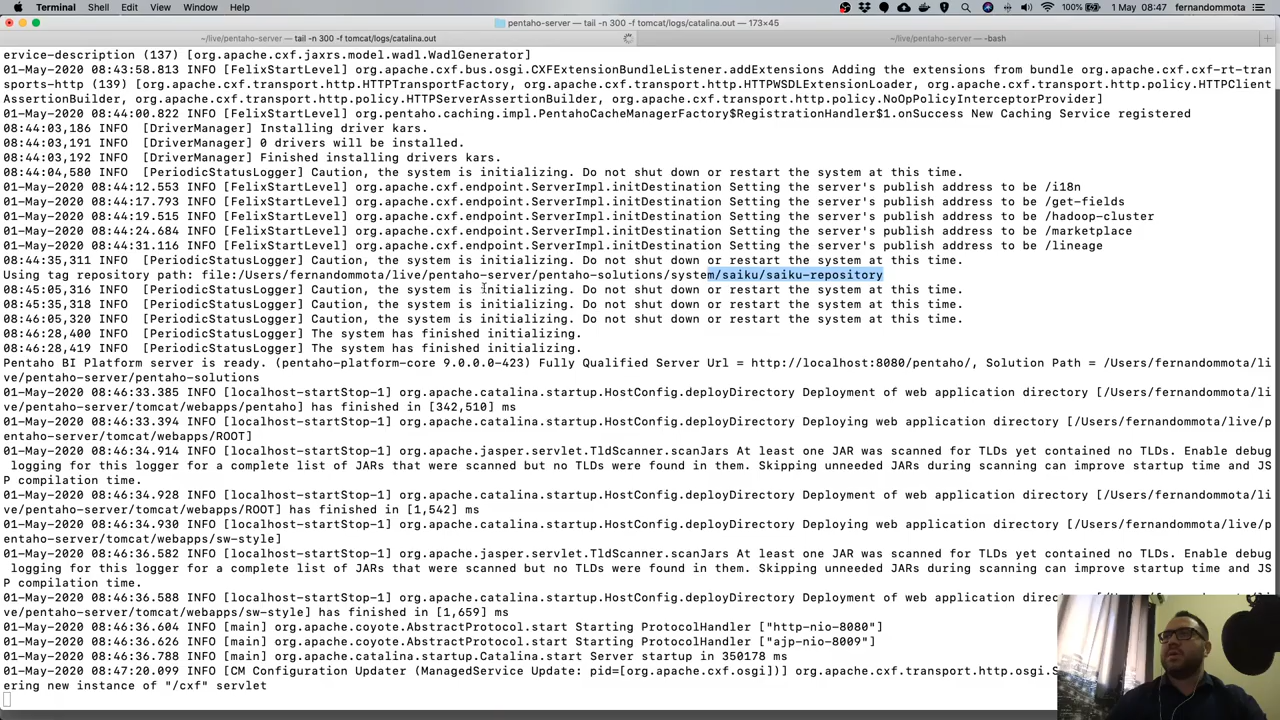 Terminal Shell Edit View Window Help 100% 1 May 08:47 fernandommota
pentaho-server — tail -n 300 -f tomcat/logs/catalina.out — 173×45
~/live/pentaho-server — tail -n 300 -f tomcat/logs/catalina.out ~/live/pentaho-server — -bash
ervice-description (137) [org.apache.cxf.jaxrs.model.wadl.WadlGenerator]
01-May-2020 08:43:58.813 INFO [FelixStartLevel] org.apache.cxf.bus.osgi.CXFExtensionBundleListener.addExtensions Adding the extensions from bundle org.apache.cxf.cxf-rt-tran
sports-http (139) [org.apache.cxf.transport.http.HTTPTransportFactory, org.apache.cxf.transport.http.HTTPWSDLExtensionLoader, org.apache.cxf.transport.http.policy.HTTPClient
AssertionBuilder, org.apache.cxf.transport.http.policy.HTTPServerAssertionBuilder, org.apache.cxf.transport.http.policy.NoOpPolicyInterceptorProvider]
01-May-2020 08:44:00.822 INFO [FelixStartLevel] org.pentaho.caching.impl.PentahoCacheManagerFactory$RegistrationHandler$1.onSuccess New Caching Service registered
08:44:03,186 INFO [DriverManager] Installing driver kars.
08:44:03,191 INFO [DriverManager] 0 drivers will be installed.
08:44:03,192 INFO [DriverManager] Finished installing drivers kars.
08:44:04,580 INFO [PeriodicStatusLogger] Caution, the system is initializing. Do not shut down or restart the system at this time.
01-May-2020 08:44:12.553 INFO [FelixStartLevel] org.apache.cxf.endpoint.ServerImpl.initDestination Setting the server's publish address to be /i18n
01-May-2020 08:44:17.793 INFO [FelixStartLevel] org.apache.cxf.endpoint.ServerImpl.initDestination Setting the server's publish address to be /get-fields
01-May-2020 08:44:19.515 INFO [FelixStartLevel] org.apache.cxf.endpoint.ServerImpl.initDestination Setting the server's publish address to be /hadoop-cluster
01-May-2020 08:44:24.684 INFO [FelixStartLevel] org.apache.cxf.endpoint.ServerImpl.initDestination Setting the server's publish address to be /marketplace
01-May-2020 08:44:31.116 INFO [FelixStartLevel] org.apache.cxf.endpoint.ServerImpl.initDestination Setting the server's publish address to be /lineage
08:44:35,311 INFO [PeriodicStatusLogger] Caution, the system is initializing. Do not shut down or restart the system at this time.
Using tag repository path: file:/Users/fernandommota/live/pentaho-server/pentaho-solutions/system/saiku/saiku-repository
08:45:05,316 INFO [PeriodicStatusLogger] Caution, the system is initializing. Do not shut down or restart the system at this time.
08:45:35,318 INFO [PeriodicStatusLogger] Caution, the system is initializing. Do not shut down or restart the system at this time.
08:46:05,320 INFO [PeriodicStatusLogger] Caution, the system is initializing. Do not shut down or restart the system at this time.
08:46:28,400 INFO [PeriodicStatusLogger] The system has finished initializing.
08:46:28,419 INFO [PeriodicStatusLogger] The system has finished initializing.
Pentaho BI Platform server is ready. (pentaho-platform-core 9.0.0.0-423) Fully Qualified Server Url = http://localhost:8080/pentaho/, Solution Path = /Users/fernandommota/li
ve/pentaho-server/pentaho-solutions
01-May-2020 08:46:33.385 INFO [localhost-startStop-1] org.apache.catalina.startup.HostConfig.deployDirectory Deployment of web application directory [/Users/fernandommota/li
ve/pentaho-server/tomcat/webapps/pentaho] has finished in [342,510] ms
01-May-2020 08:46:33.394 INFO [localhost-startStop-1] org.apache.catalina.startup.HostConfig.deployDirectory Deploying web application directory [/Users/fernandommota/live/p
entaho-server/tomcat/webapps/ROOT]
01-May-2020 08:46:34.914 INFO [localhost-startStop-1] org.apache.jasper.servlet.TldScanner.scanJars At least one JAR was scanned for TLDs yet contained no TLDs. Enable debug
logging for this logger for a complete list of JARs that were scanned but no TLDs were found in them. Skipping unneeded JARs during scanning can improve startup time and JS
P compilation time.
01-May-2020 08:46:34.928 INFO [localhost-startStop-1] org.apache.catalina.startup.HostConfig.deployDirectory Deployment of web application directory [/Users/fernandommota/li
ve/pentaho-server/tomcat/webapps/ROOT] has finished in [1,542] ms
01-May-2020 08:46:34.930 INFO [localhost-startStop-1] org.apache.catalina.startup.HostConfig.deployDirectory Deploying web application directory [/Users/fernandommota/live/p
entaho-server/tomcat/webapps/sw-style]
01-May-2020 08:46:36.582 INFO [localhost-startStop-1] org.apache.jasper.servlet.TldScanner.scanJars At least one JAR was scanned for TLDs yet contained no TLDs. Enable debug
logging for this logger for a complete list of JARs that were scanned but no TLDs were found in them. Skipping unneeded JARs during scanning can improve startup time and JS
P compilation time.
01-May-2020 08:46:36.588 INFO [localhost-startStop-1] org.apache.catalina.startup.HostConfig.deployDirectory Deployment of web application directory [/Users/fernandommota/li
ve/pentaho-server/tomcat/webapps/sw-style] has finished in [1,659] ms
01-May-2020 08:46:36.604 INFO [main] org.apache.coyote.AbstractProtocol.start Starting ProtocolHandler ["http-nio-8080"]
01-May-2020 08:46:36.626 INFO [main] org.apache.coyote.AbstractProtocol.start Starting ProtocolHandler ["ajp-nio-8009"]
01-May-2020 08:46:36.788 INFO [main] org.apache.catalina.startup.Catalina.start Server startup in 350178 ms
01-May-2020 08:47:20.099 INFO [CM Configuration Updater (ManagedService Update: pid=[org.apache.cxf.osgi])] org.apache.cxf.transport.http.osgi.
ering new instance of "/cxf" servlet